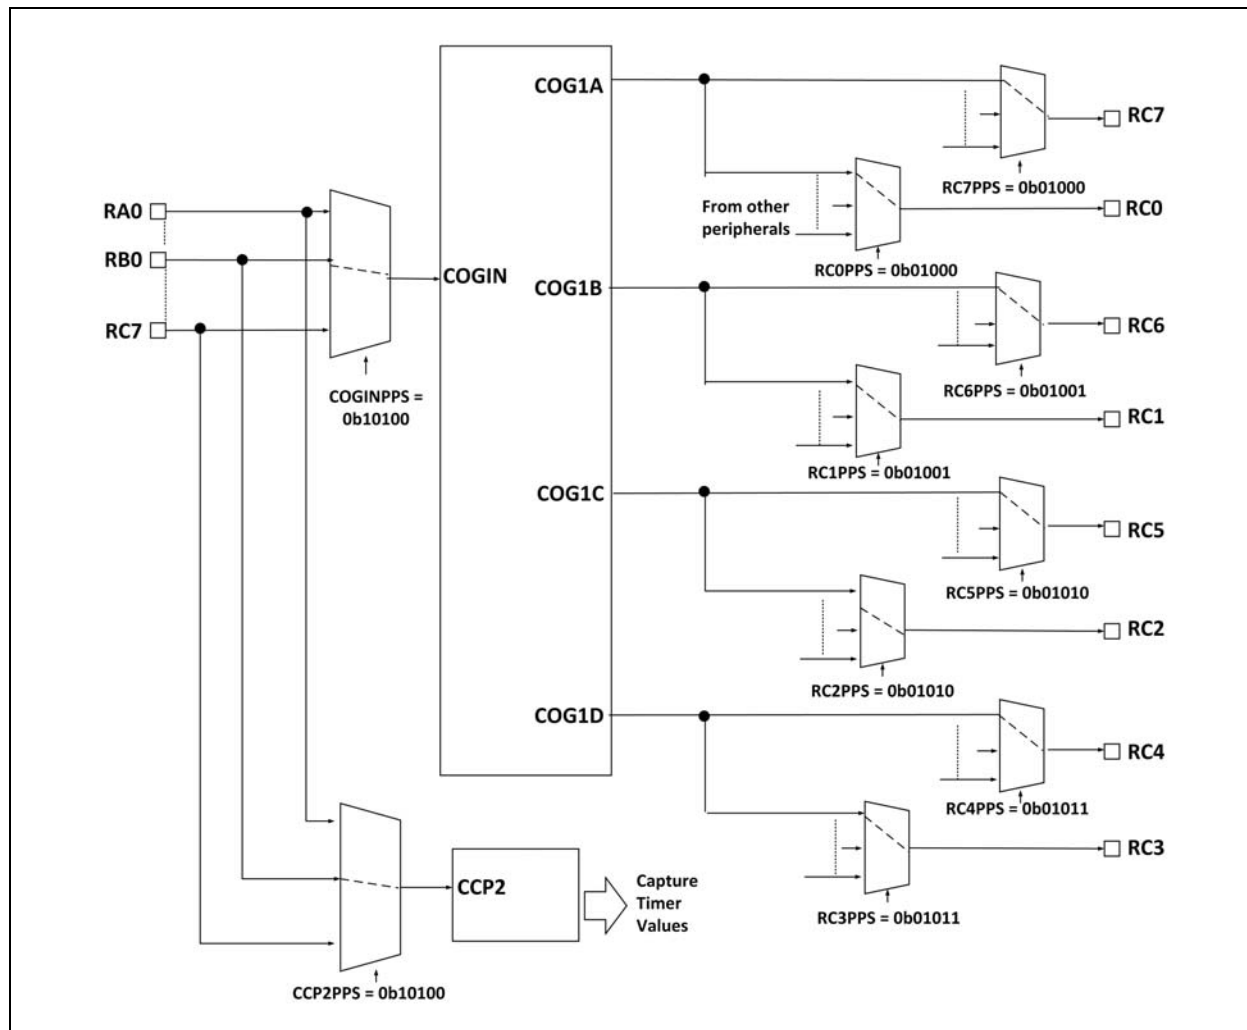 COG1A
RC7
RC7PPS = 0b01000
RA0
From other
peripherals
RC0
RB0
RC0PPS = 0b01000
COGIN
COG1B
RC7
RC6
COGINPPS =
0b10100
RC6PPS = 0b01001
RC1
RC1PPS = 0b01001
COG1C
RC5
RC5PPS = 0b01010
RC2
RC2PPS = 0b01010
COG1D
RC4
RC4PPS = 0b01011
RC3
CCP2
Capture
Timer
Values
RC3PPS = 0b01011
CCP2PPS = 0b10100